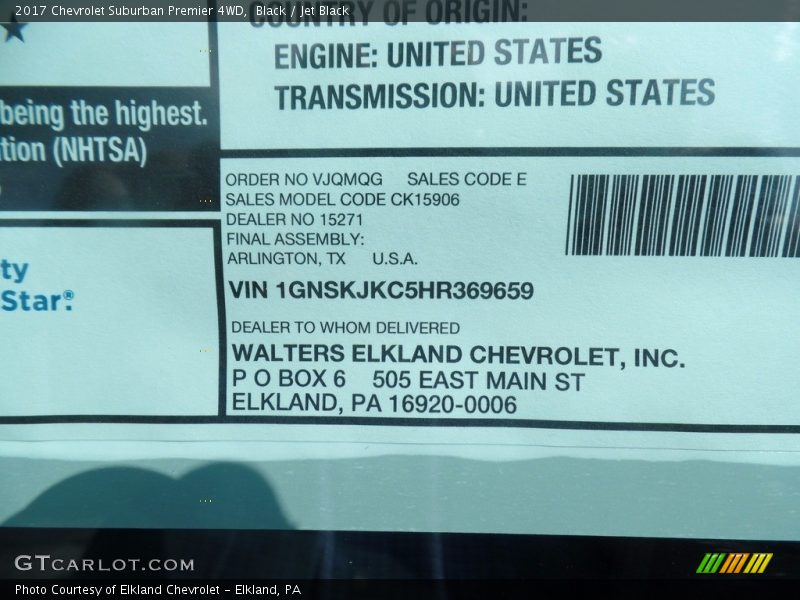 2017 Chevrolet Suburban Premier 4WD, Black / Jet Black
COUNTRY OF ORIGIN:
ENGINE: UNITED STATES
TRANSMISSION: UNITED STATES
being the highest.
tion (NHTSA)
ORDER NO VJQMQG SALES CODE E
SALES MODEL CODE CK15906
DEALER NO 15271
FINAL ASSEMBLY:
ARLINGTON, TX U.S.A.
ty
Star®
VIN 1GNSKJKC5HR369659
DEALER TO WHOM DELIVERED
WALTERS ELKLAND CHEVROLET, INC.
P O BOX 6 505 EAST MAIN ST
ELKLAND, PA 16920-0006
GTCARLOT.COM
Photo Courtesy of Elkland Chevrolet - Elkland, PA